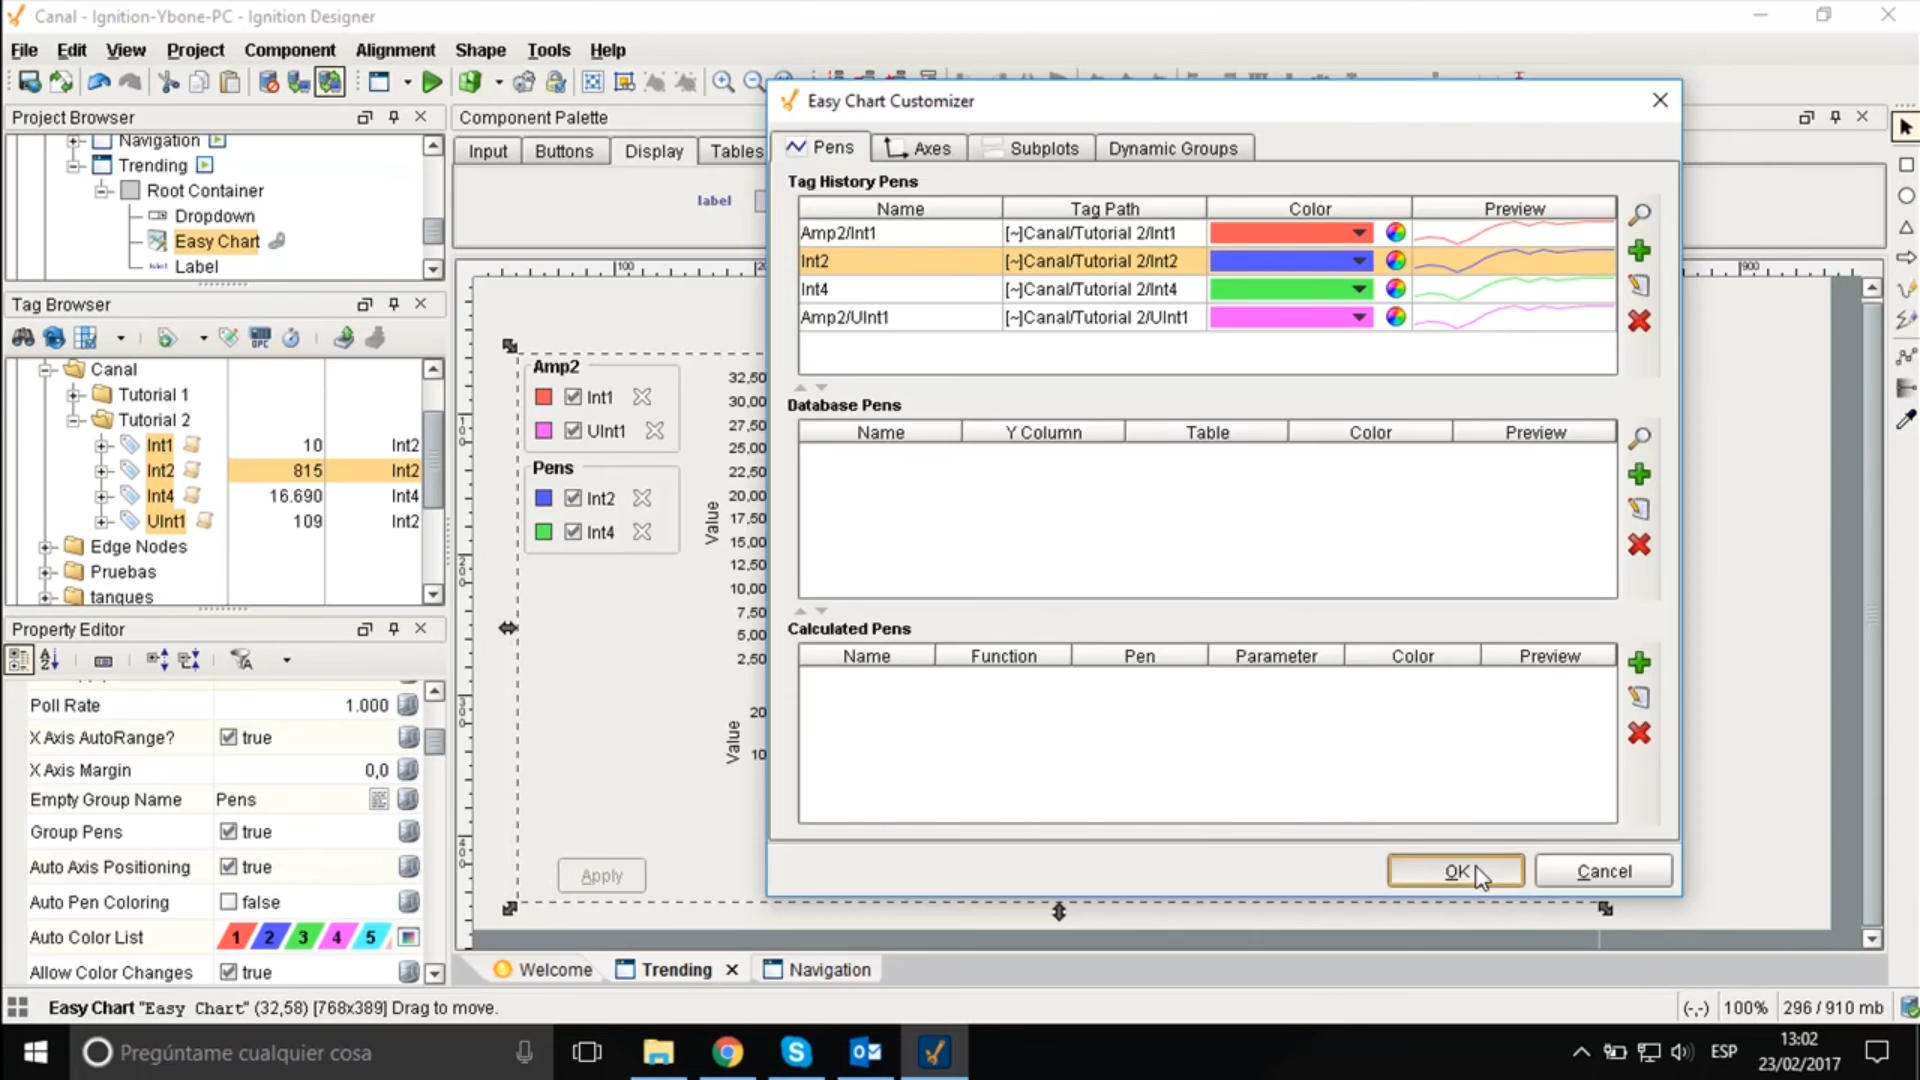 Canal - Ignition-Ybone-PC - Ignition Designer
File Edit View Project Component Alignment Shape Tools Help
Project Browser
Navigation
Trending
Root Container
Dropdown
Easy Chart
Label
Tag Browser
Canal
Tutorial 1
Tutorial 2
Int1 10 Int2
Int2 815 Int2
Int4 16.690 Int4
UInt1 109 Int2
Edge Nodes
Pruebas
tanques
Property Editor
Poll Rate 1.000
X Axis AutoRange? true
X Axis Margin 0,0
Empty Group Name Pens
Group Pens true
Auto Axis Positioning true
Auto Pen Coloring false
Auto Color List 1 2 3 4 5
Allow Color Changes true
Component Palette
Input Buttons Display Tables
label
100
900
Amp2
Int1
UInt1
Pens
Int2
Int4
Apply
Value
32,50
30,00
27,50
25,00
22,50
20,00
17,50
15,00
12,50
10,00
7,50
5,00
2,50
Value
20
10
Easy Chart Customizer
Pens Axes Subplots Dynamic Groups
Tag History Pens
Name Tag Path Color Preview
Amp2/Int1 [~]Canal/Tutorial 2/Int1
Int2 [~]Canal/Tutorial 2/Int2
Int4 [~]Canal/Tutorial 2/Int4
Amp2/UInt1 [~]Canal/Tutorial 2/UInt1
Database Pens
Name Y Column Table Color Preview
Calculated Pens
Name Function Pen Parameter Color Preview
OK Cancel
Welcome Trending Navigation
Easy Chart "Easy Chart" (32,58) [768x389] Drag to move.
(-,-) 100% 296 / 910 mb
Pregúntame cualquier cosa
ESP
13:02
23/02/2017